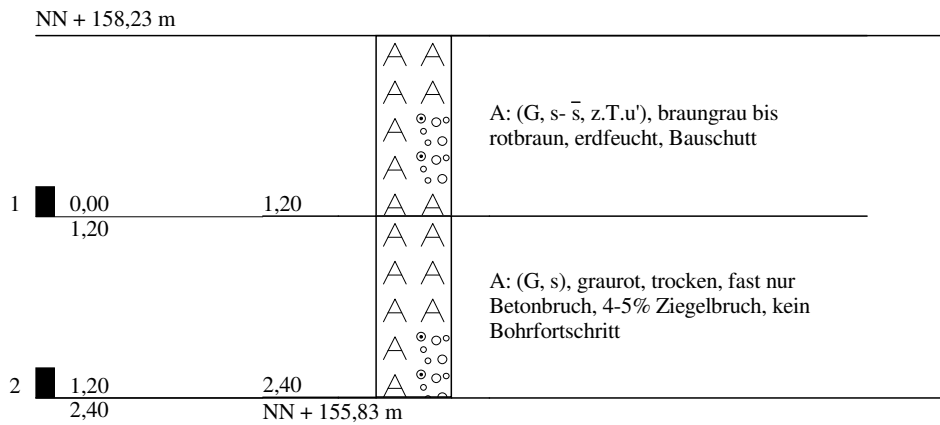 NN + 158,23 m
A: (G, s- s̅, z.T.u'), braungrau bis
rotbraun, erdfeucht, Bauschutt
1 0,00 1,20
1,20
A: (G, s), graurot, trocken, fast nur
Betonbruch, 4-5% Ziegelbruch, kein
Bohrfortschritt
2 1,20 2,40
2,40 NN + 155,83 m